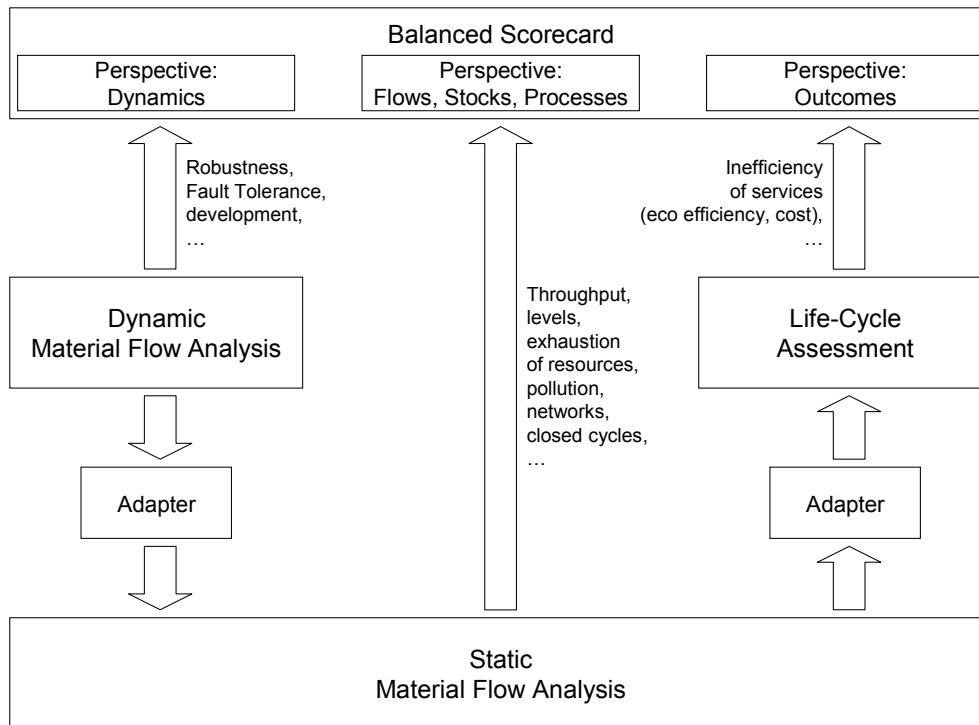 Balanced Scorecard
Perspective:
Dynamics
Perspective:
Flows, Stocks, Processes
Perspective:
Outcomes
Robustness,
Fault Tolerance,
development,
…
Inefficiency
of services
(eco efficiency, cost),
…
Dynamic
Material Flow Analysis
Throughput,
levels,
exhaustion
of resources,
pollution,
networks,
closed cycles,
…
Life-Cycle
Assessment
Adapter
Adapter
Static
Material Flow Analysis